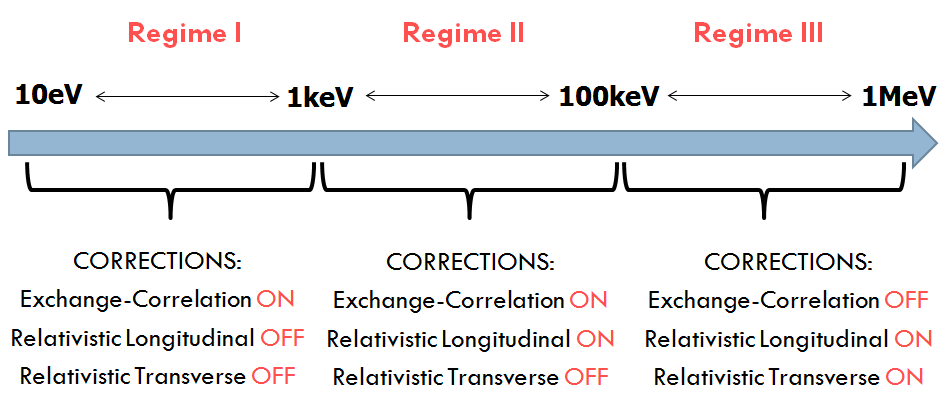 Regime I Regime II Regime III
10eV 1keV 100keV 1MeV
CORRECTIONS:
Exchange-Correlation ON
Relativistic Longitudinal OFF
Relativistic Transverse OFF
CORRECTIONS:
Exchange-Correlation ON
Relativistic Longitudinal ON
Relativistic Transverse OFF
CORRECTIONS:
Exchange-Correlation OFF
Relativistic Longitudinal ON
Relativistic Transverse ON